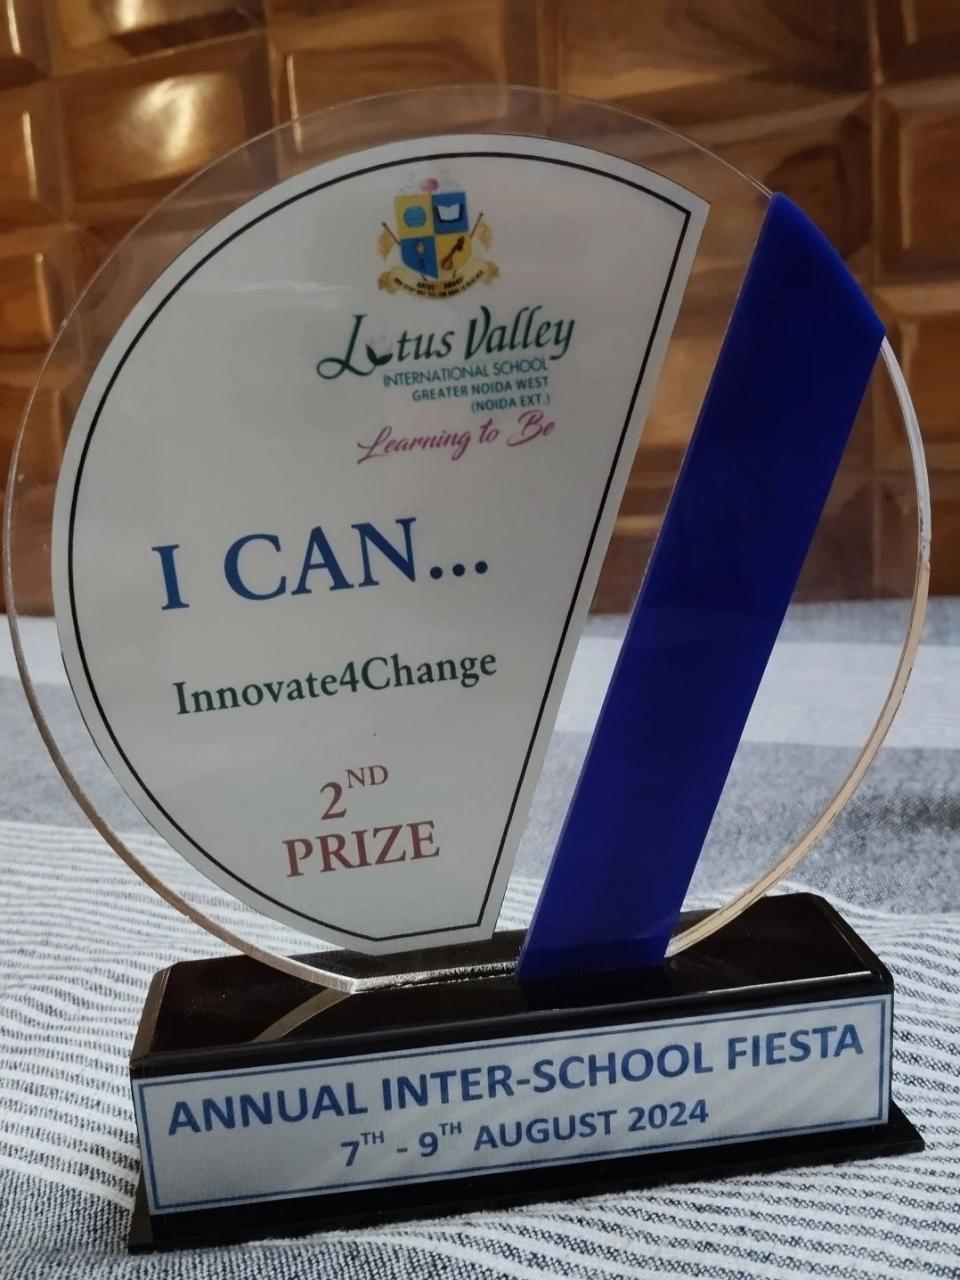 Lotus Valley
INTERNATIONAL SCHOOL
GREATER NOIDA WEST
(NOIDA EXT.)
Learning to Be
I CAN...
Innovate4Change
2ND
PRIZE
ANNUAL INTER-SCHOOL FIESTA
7TH - 9TH AUGUST 2024